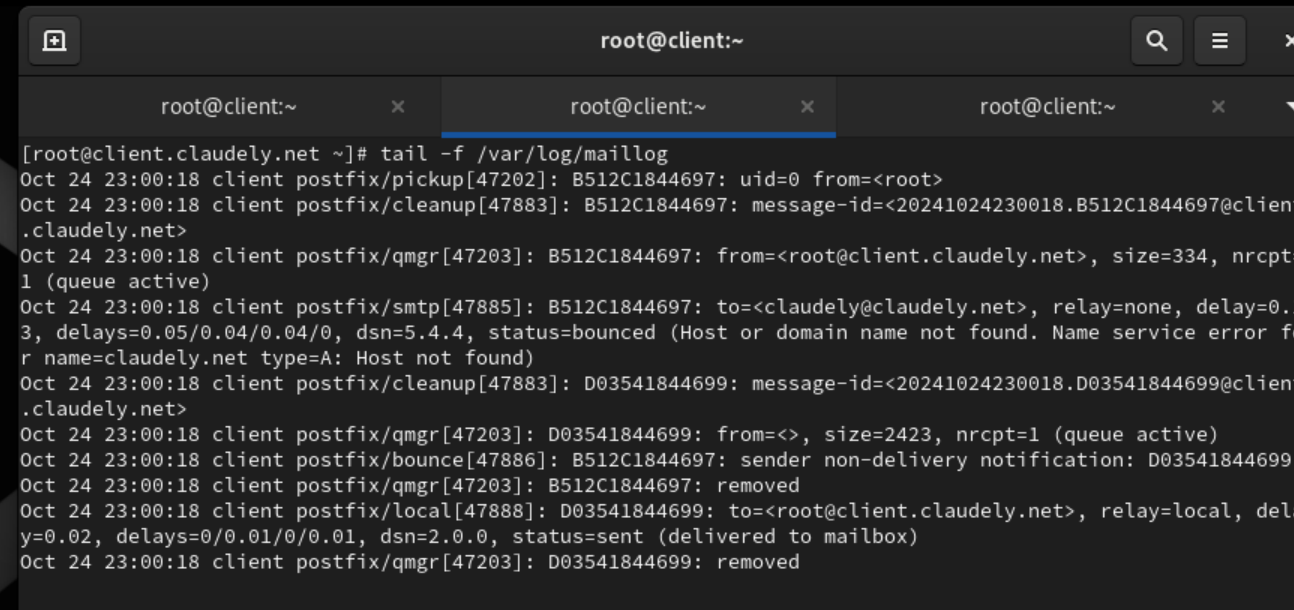 root@client:~
root@client:~ × root@client:~ × root@client:~ ×
[root@client.claudely.net ~]# tail -f /var/log/maillog
Oct 24 23:00:18 client postfix/pickup[47202]: B512C1844697: uid=0 from=<root>
Oct 24 23:00:18 client postfix/cleanup[47883]: B512C1844697: message-id=<20241024230018.B512C1844697@clien
.claudely.net>
Oct 24 23:00:18 client postfix/qmgr[47203]: B512C1844697: from=<root@client.claudely.net>, size=334, nrcpt=
1 (queue active)
Oct 24 23:00:18 client postfix/smtp[47885]: B512C1844697: to=<claudely@claudely.net>, relay=none, delay=0.
3, delays=0.05/0.04/0.04/0, dsn=5.4.4, status=bounced (Host or domain name not found. Name service error f
r name=claudely.net type=A: Host not found)
Oct 24 23:00:18 client postfix/cleanup[47883]: D03541844699: message-id=<20241024230018.D03541844699@clien
.claudely.net>
Oct 24 23:00:18 client postfix/qmgr[47203]: D03541844699: from=<>, size=2423, nrcpt=1 (queue active)
Oct 24 23:00:18 client postfix/bounce[47886]: B512C1844697: sender non-delivery notification: D03541844699
Oct 24 23:00:18 client postfix/qmgr[47203]: B512C1844697: removed
Oct 24 23:00:18 client postfix/local[47888]: D03541844699: to=<root@client.claudely.net>, relay=local, del
y=0.02, delays=0/0.01/0/0.01, dsn=2.0.0, status=sent (delivered to mailbox)
Oct 24 23:00:18 client postfix/qmgr[47203]: D03541844699: removed